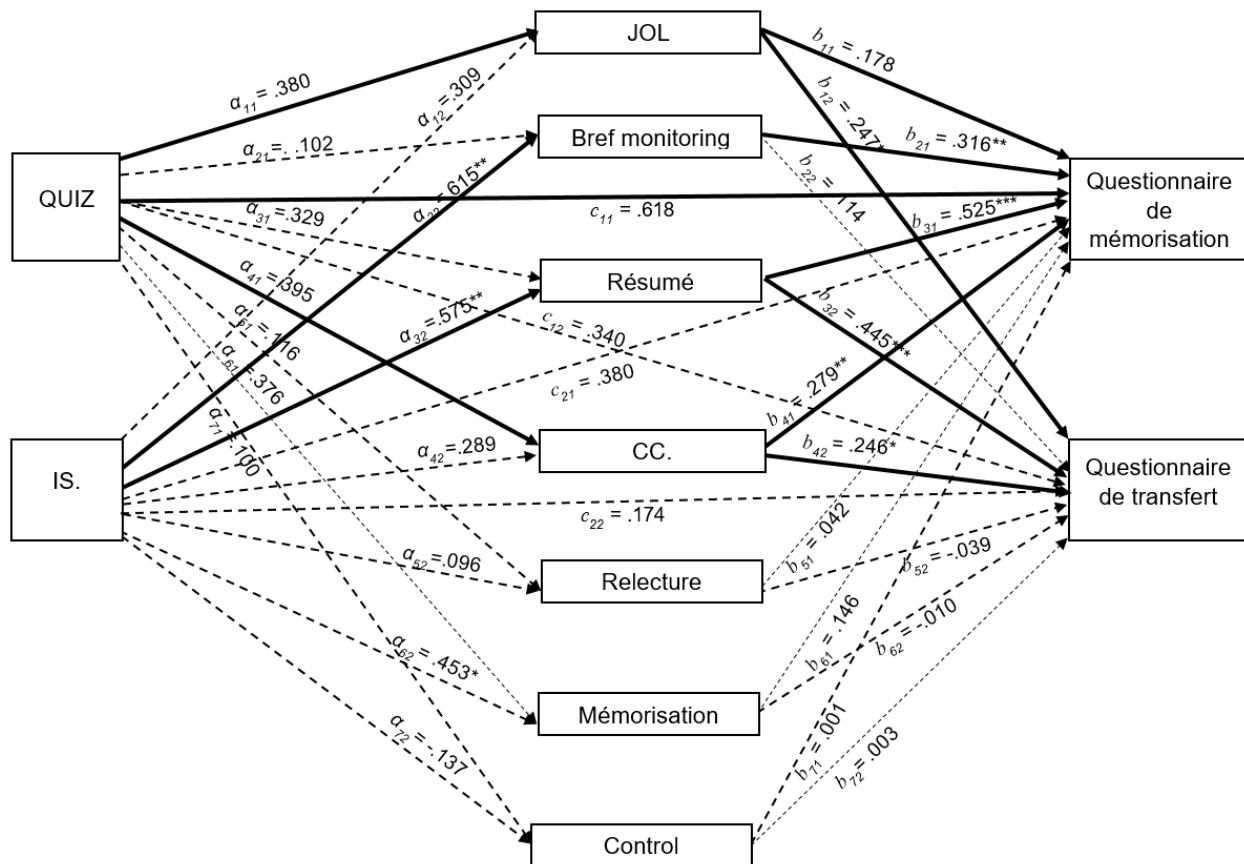 JOL
b11 = .178
α11 = .380
α12 = .309
b12 = .247*
Bref monitoring
α21 = . .102
b21 = .316**
α22 = .615**
b22 = .114
QUIZ
Questionnaire
de
mémorisation
c11 = .618
α31 = .329
b31 = .525***
Résumé
α41 = .395
α32 = .575**
b32 = .445***
c12 = .340
c21 = .380
α51 = .116
α61 = .376
α71 = .100
b41 = .279**
IS.
α42 = .289
CC.
b42 = .246*
Questionnaire
de transfert
c22 = .174
α52 = .096
Relecture
b51 = .042
b52 = -.039
α62 = .453*
b61 = .146
b62 = -.010
Mémorisation
α72 = -.137
b71 = .001
b72 = .003
Control